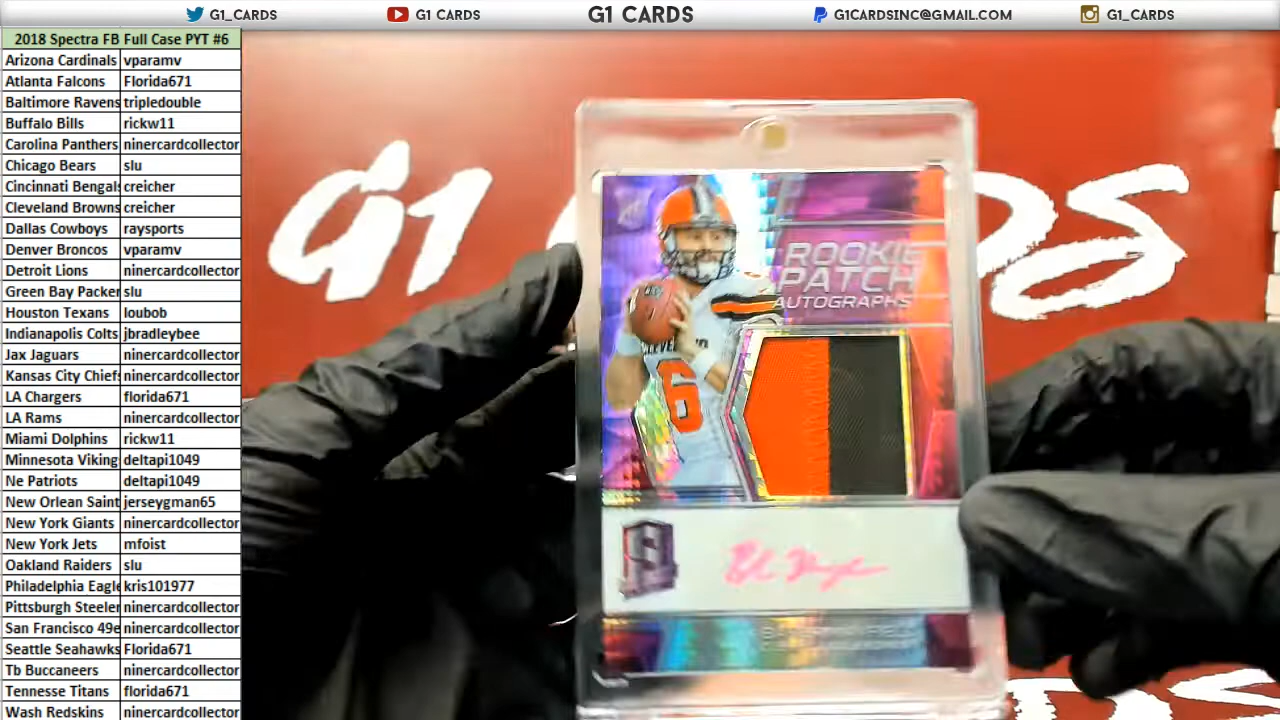 G1_CARDS
G1 CARDS
G1 CARDS
G1CARDSINC@GMAIL.COM
G1_CARDS
2018 Spectra FB Full Case PYT #6
Arizona Cardinals vparamv
Atlanta Falcons Florida671
Baltimore Ravens tripledouble
Buffalo Bills rickw11
Carolina Panthers ninercardcollector
Chicago Bears slu
Cincinnati Bengals creicher
Cleveland Browns creicher
Dallas Cowboys raysports
Denver Broncos vparamv
Detroit Lions ninercardcollector
Green Bay Packer slu
Houston Texans loubob
Indianapolis Colts jbradleybee
Jax Jaguars ninercardcollector
Kansas City Chiefs ninercardcollector
LA Chargers florida671
LA Rams ninercardcollector
Miami Dolphins rickw11
Minnesota Viking deltapi1049
Ne Patriots deltapi1049
New Orlean Saint jerseygman65
New York Giants ninercardcollector
New York Jets mfoist
Oakland Raiders slu
Philadelphia Eagle kris101977
Pittsburgh Steeler ninercardcollector
San Francisco 49e ninercardcollector
Seattle Seahawks Florida671
Tb Buccaneers ninercardcollector
Tennesse Titans florida671
Wash Redskins ninercardcollector
G1
RDS
ROOKIE
PATCH
AUTOGRAPHS
6
S